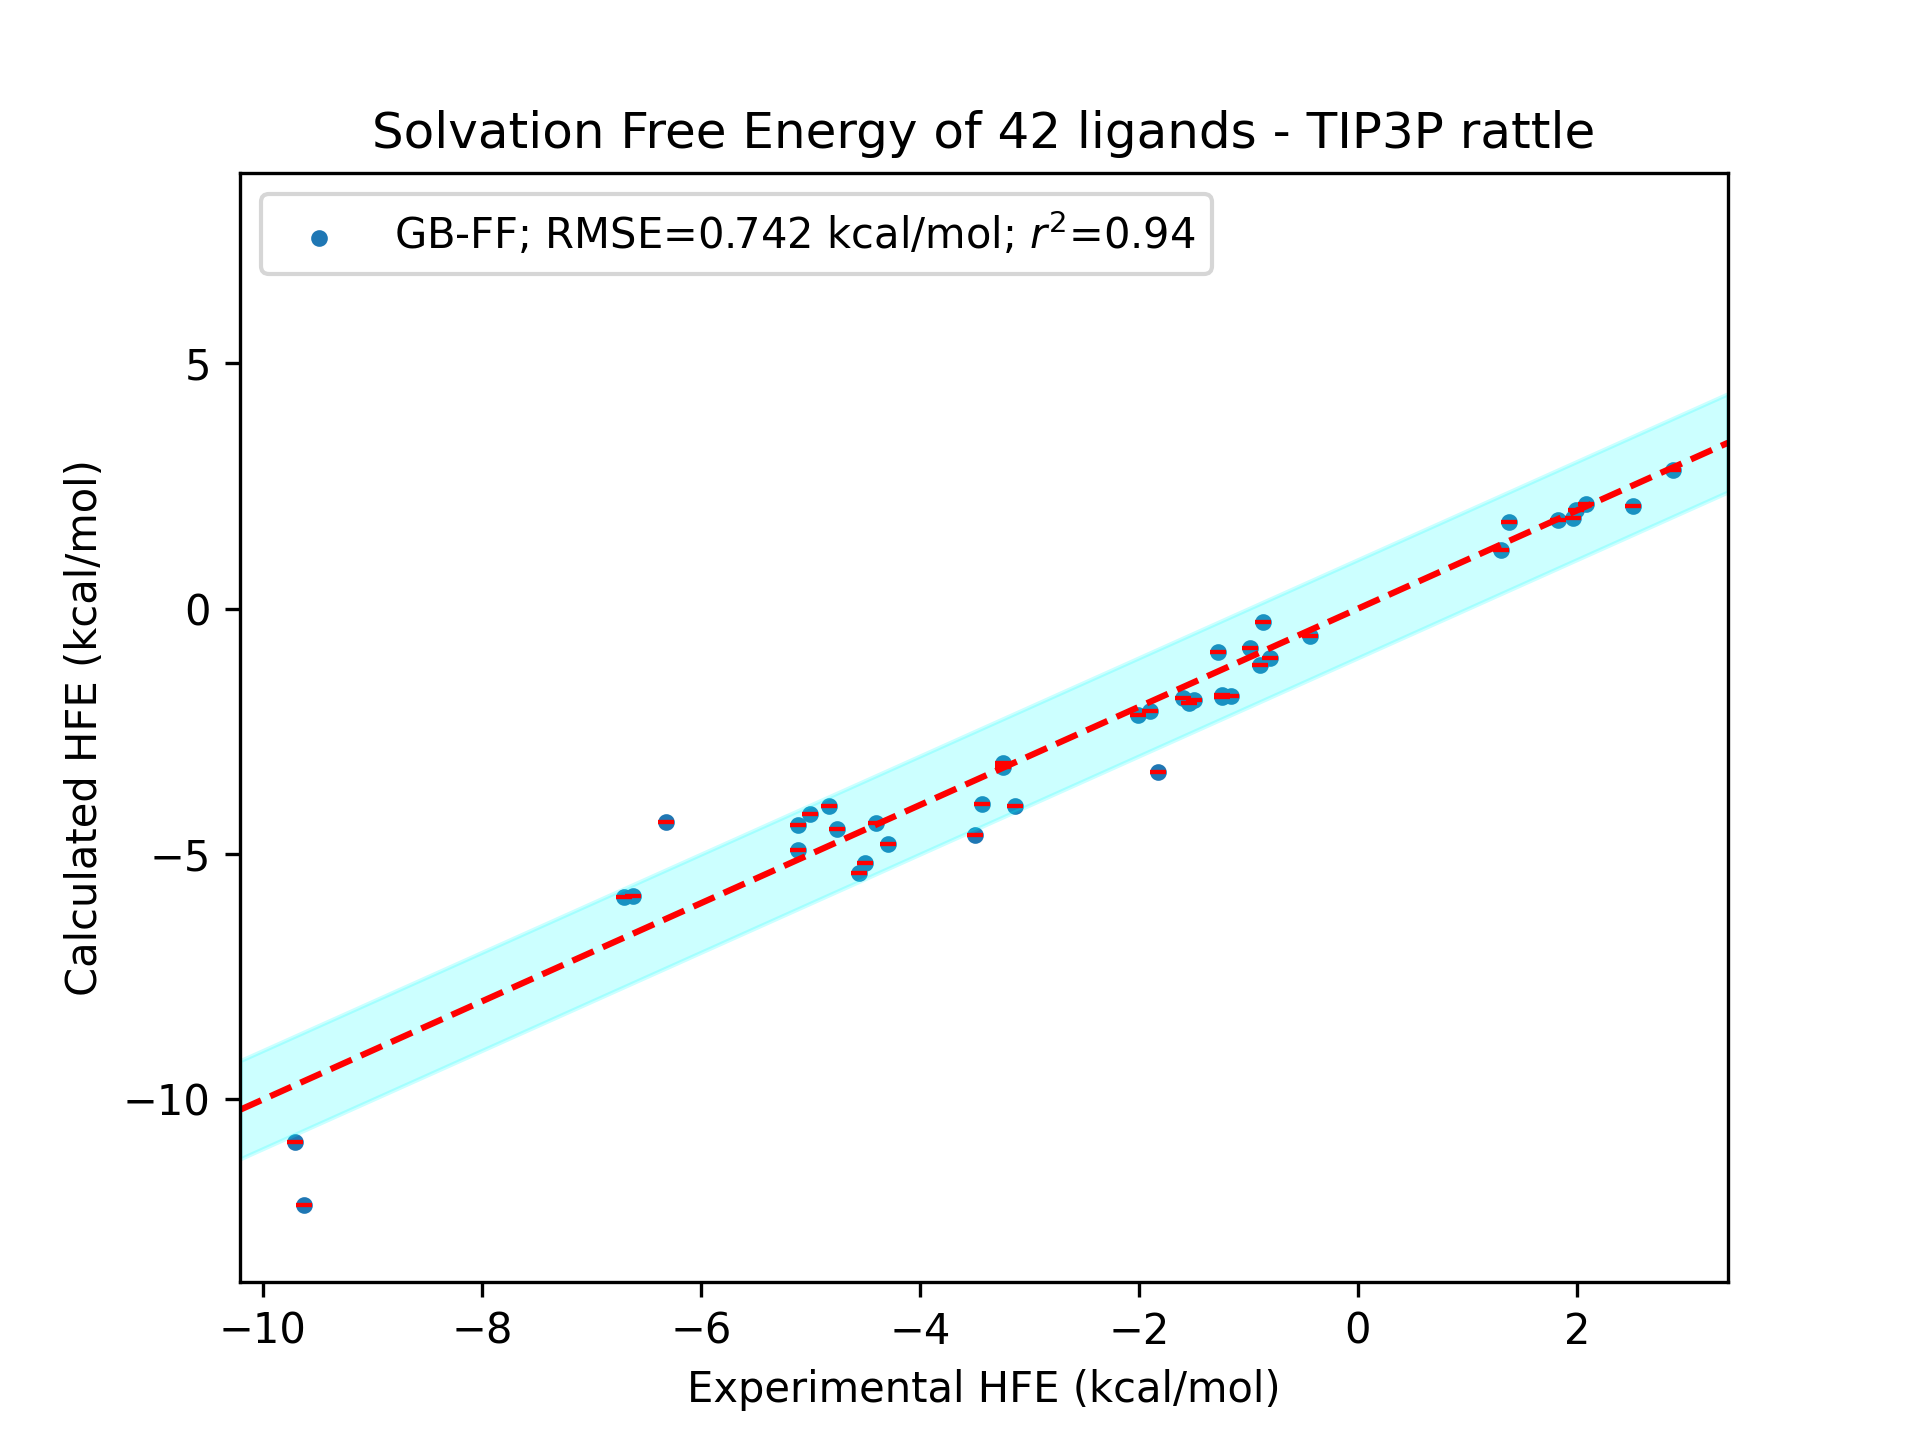 Solvation Free Energy of 42 ligands - TIP3P rattle
GB-FF; RMSE=0.742 kcal/mol; r²=0.94
5
0
−5
−10
Calculated HFE (kcal/mol)
−10 −8 −6 −4 −2 0 2
Experimental HFE (kcal/mol)